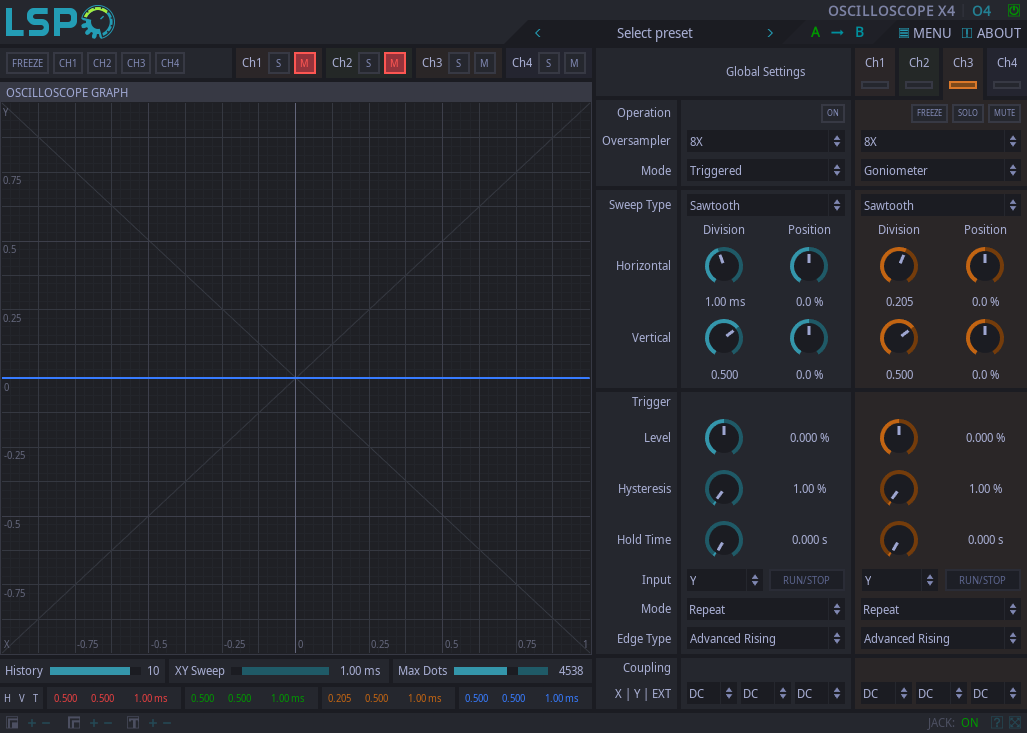 LSP
OSCILLOSCOPE X4 O4
Select preset A → B MENU ABOUT
FREEZE CH1 CH2 CH3 CH4 Ch1 S M Ch2 S M Ch3 S M Ch4 S M
Global Settings Ch1 Ch2 Ch3 Ch4
OSCILLOSCOPE GRAPH
Operation ON FREEZE SOLO MUTE
Oversampler 8X 8X
Mode Triggered Goniometer
Sweep Type Sawtooth Sawtooth
Division Position Division Position
Horizontal
1.00 ms 0.0 % 0.205 0.0 %
Vertical
0.500 0.0 % 0.500 0.0 %
Trigger
Level 0.000 % 0.000 %
Hysteresis 1.00 % 1.00 %
Hold Time 0.000 s 0.000 s
Input Y RUN/STOP Y RUN/STOP
Mode Repeat Repeat
Edge Type Advanced Rising Advanced Rising
Coupling
X | Y | EXT DC DC DC DC DC DC
Y
0.75
0.5
0.25
0
-0.25
-0.5
-0.75
X -0.75 -0.5 -0.25 0 0.25 0.5 0.75 1
History 10 XY Sweep 1.00 ms Max Dots 4538
H V T 0.500 0.500 1.00 ms 0.500 0.500 1.00 ms 0.205 0.500 1.00 ms 0.500 0.500 1.00 ms
+ − + − T + − JACK: ON ?